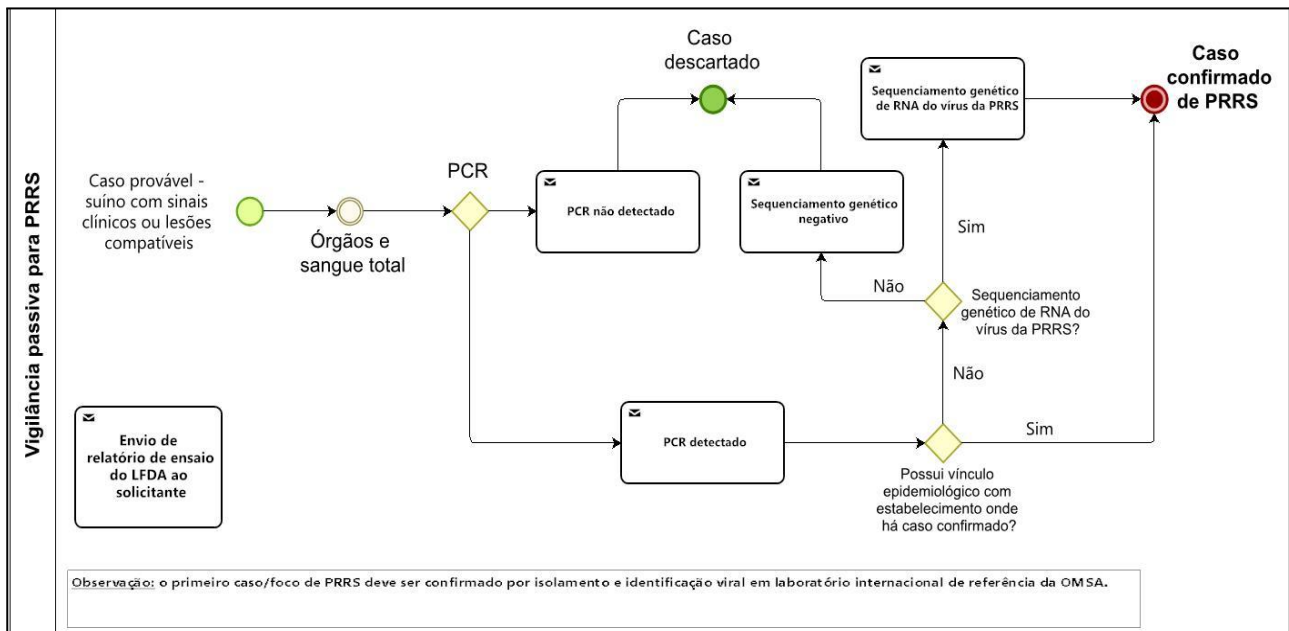 Vigilância passiva para PRRS
Caso provável -
suíno com sinais
clínicos ou lesões
compatíveis
Órgãos e
sangue total
PCR
PCR não detectado
Caso
descartado
Sequenciamento genético
negativo
Sequenciamento genético
de RNA do vírus da PRRS
Caso
confirmado
de PRRS
Sim
Não
Sequenciamento
genético de RNA do
vírus da PRRS?
Não
PCR detectado
Sim
Possui vínculo
epidemiológico com
estabelecimento onde
há caso confirmado?
Envio de
relatório de ensaio
do LFDA ao
solicitante
Observação: o primeiro caso/foco de PRRS deve ser confirmado por isolamento e identificação viral em laboratório internacional de referência da OMSA.